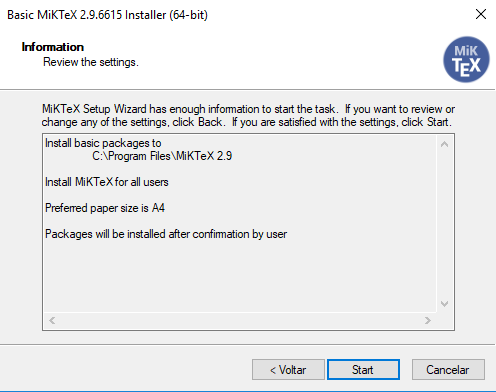 Basic MiKTeX 2.9.6615 Installer (64-bit)
Information
Review the settings.
MiK
TEX
MiKTeX Setup Wizard has enough information to start the task. If you want to review or
change any of the settings, click Back. If you are satisfied with the settings, click Start.
Install basic packages to
C:\Program Files\MiKTeX 2.9
Install MiKTeX for all users
Preferred paper size is A4
Packages will be installed after confirmation by user
< Voltar
Start
Cancelar